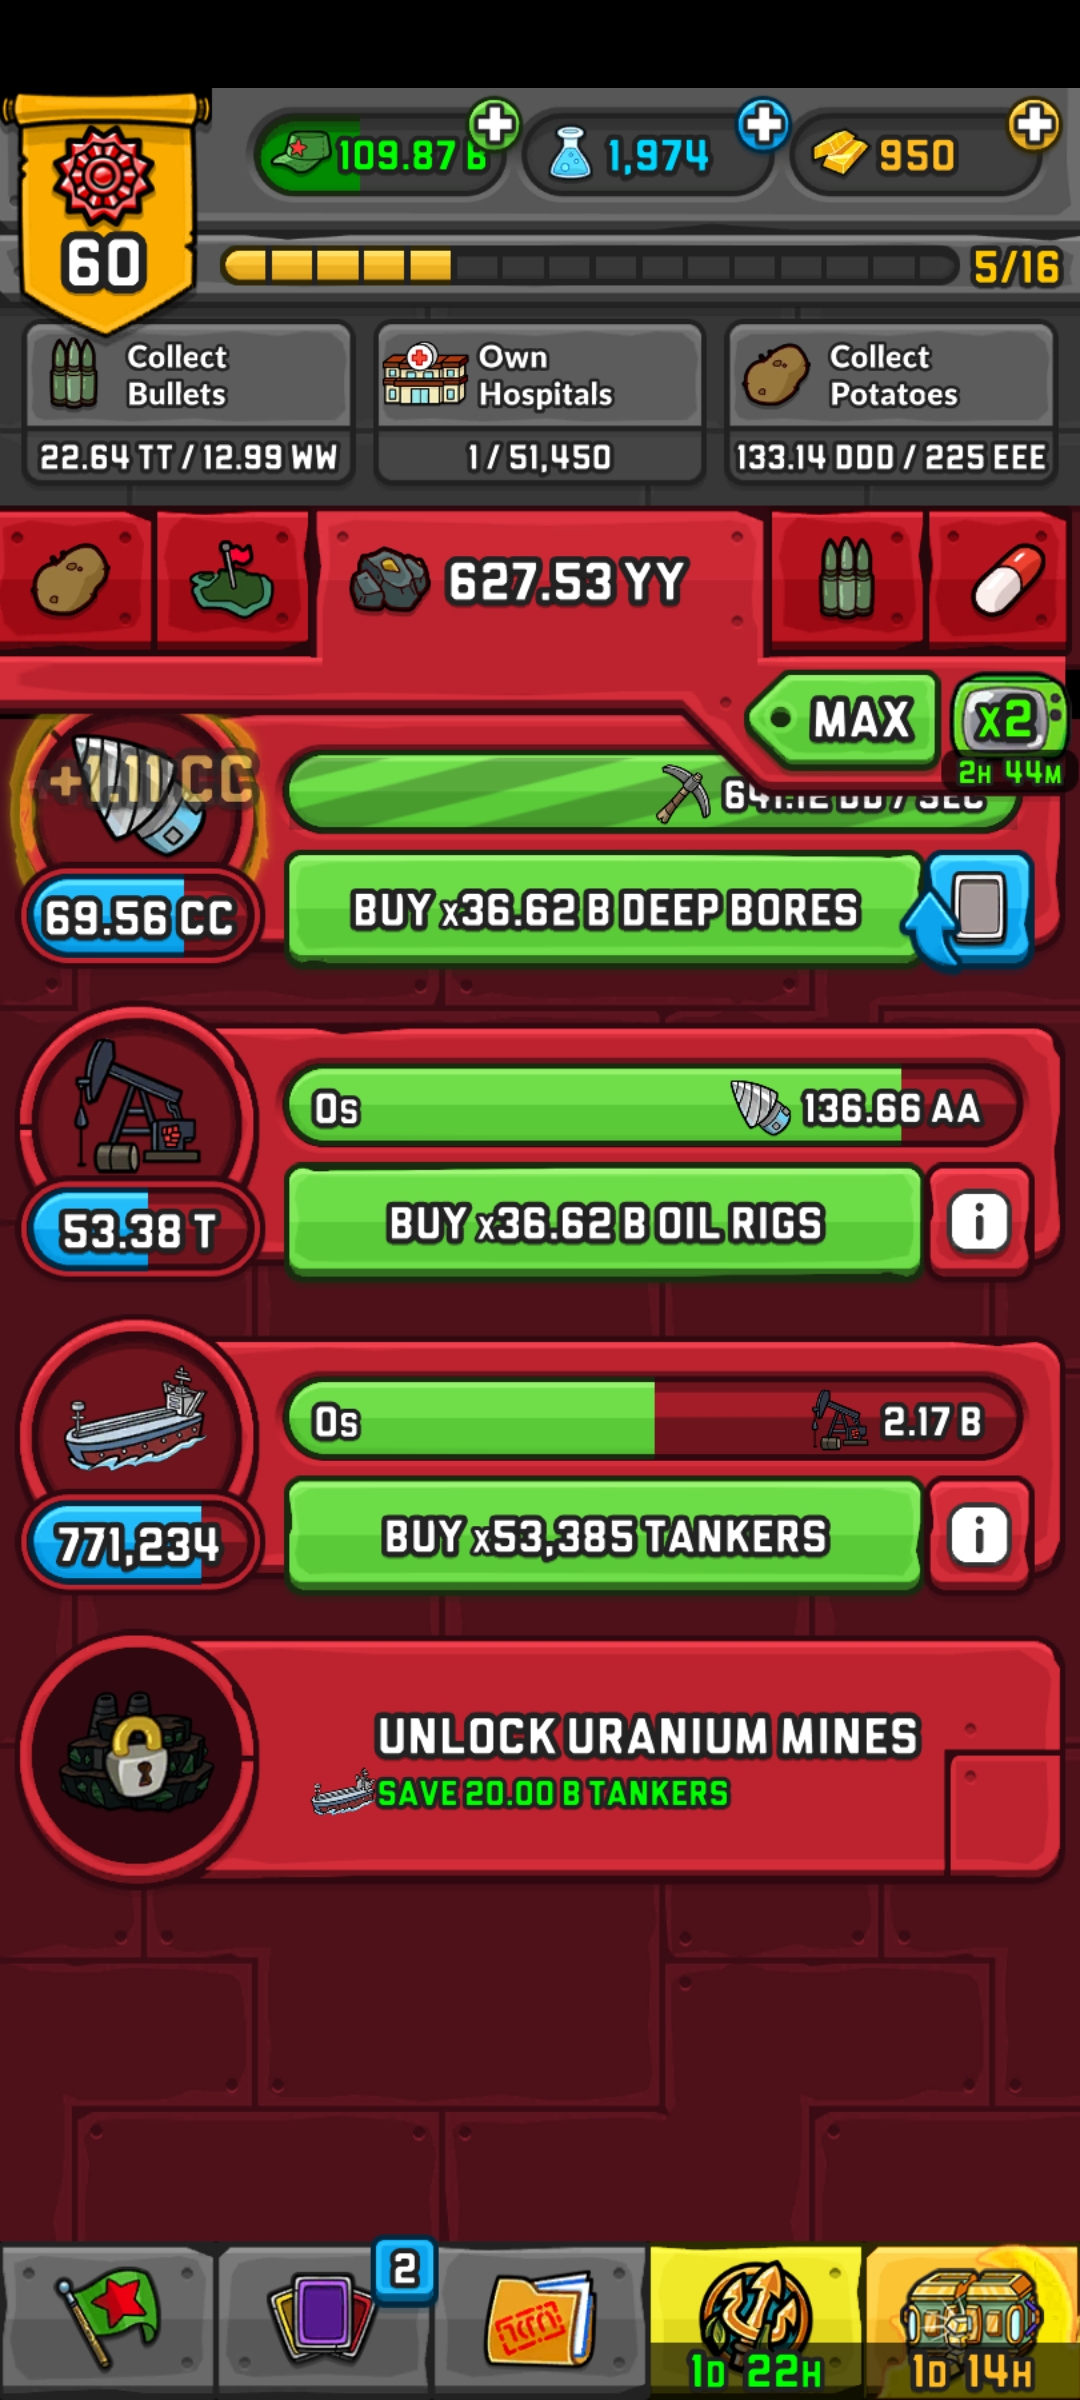 109.87 B
1,974
950
60
5/16
Collect
Bullets
22.64 TT / 12.99 WW
Own
Hospitals
1 / 51,450
Collect
Potatoes
133.14 DDD / 225 EEE
627.53 YY
MAX
x2
2H 44M
+1.11 CC
641.12 DD / SEC
69.56 CC
BUY x36.62 B DEEP BORES
0s
136.66 AA
53.38 T
BUY x36.62 B OIL RIGS
i
0s
2.17 B
771,234
BUY x53,385 TANKERS
i
UNLOCK URANIUM MINES
SAVE 20.00 B TANKERS
2
1D 22H
1D 14H